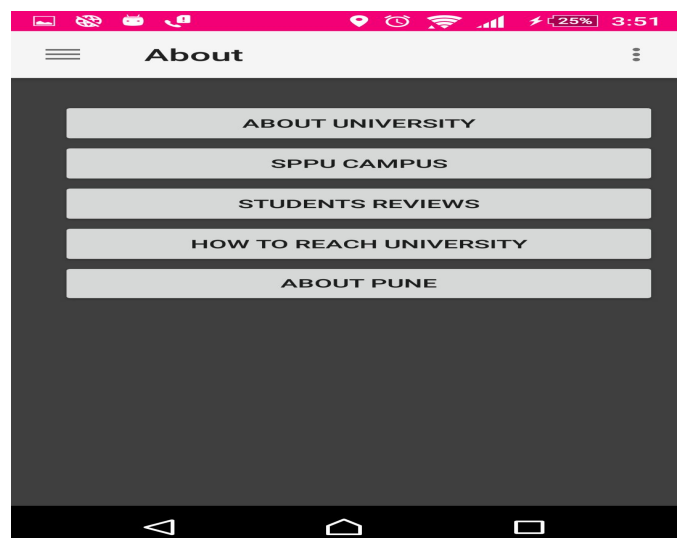 25% 3:51
About
ABOUT UNIVERSITY
SPPU CAMPUS
STUDENTS REVIEWS
HOW TO REACH UNIVERSITY
ABOUT PUNE